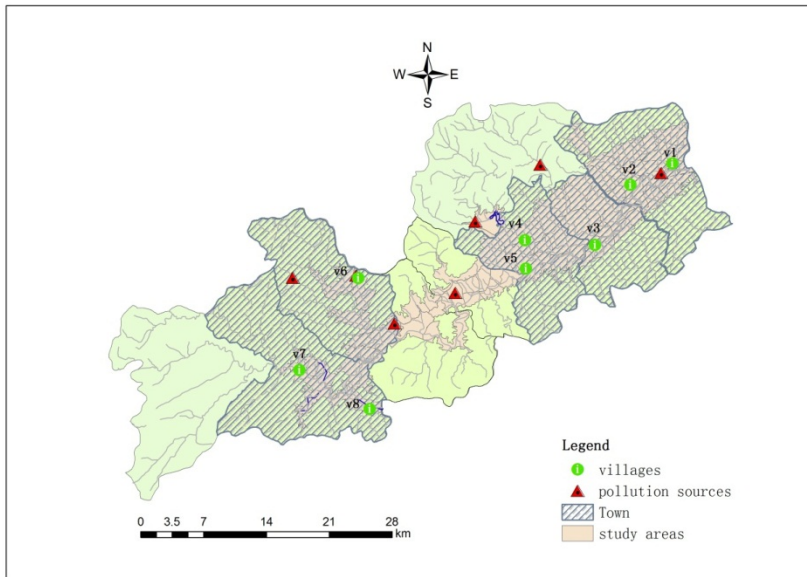 N
W E
S
v1
v2
v3
v4
v5
v6
v7
v8
Legend
villages
pollution sources
Town
study areas
0 3.5 7 14 21 28
km